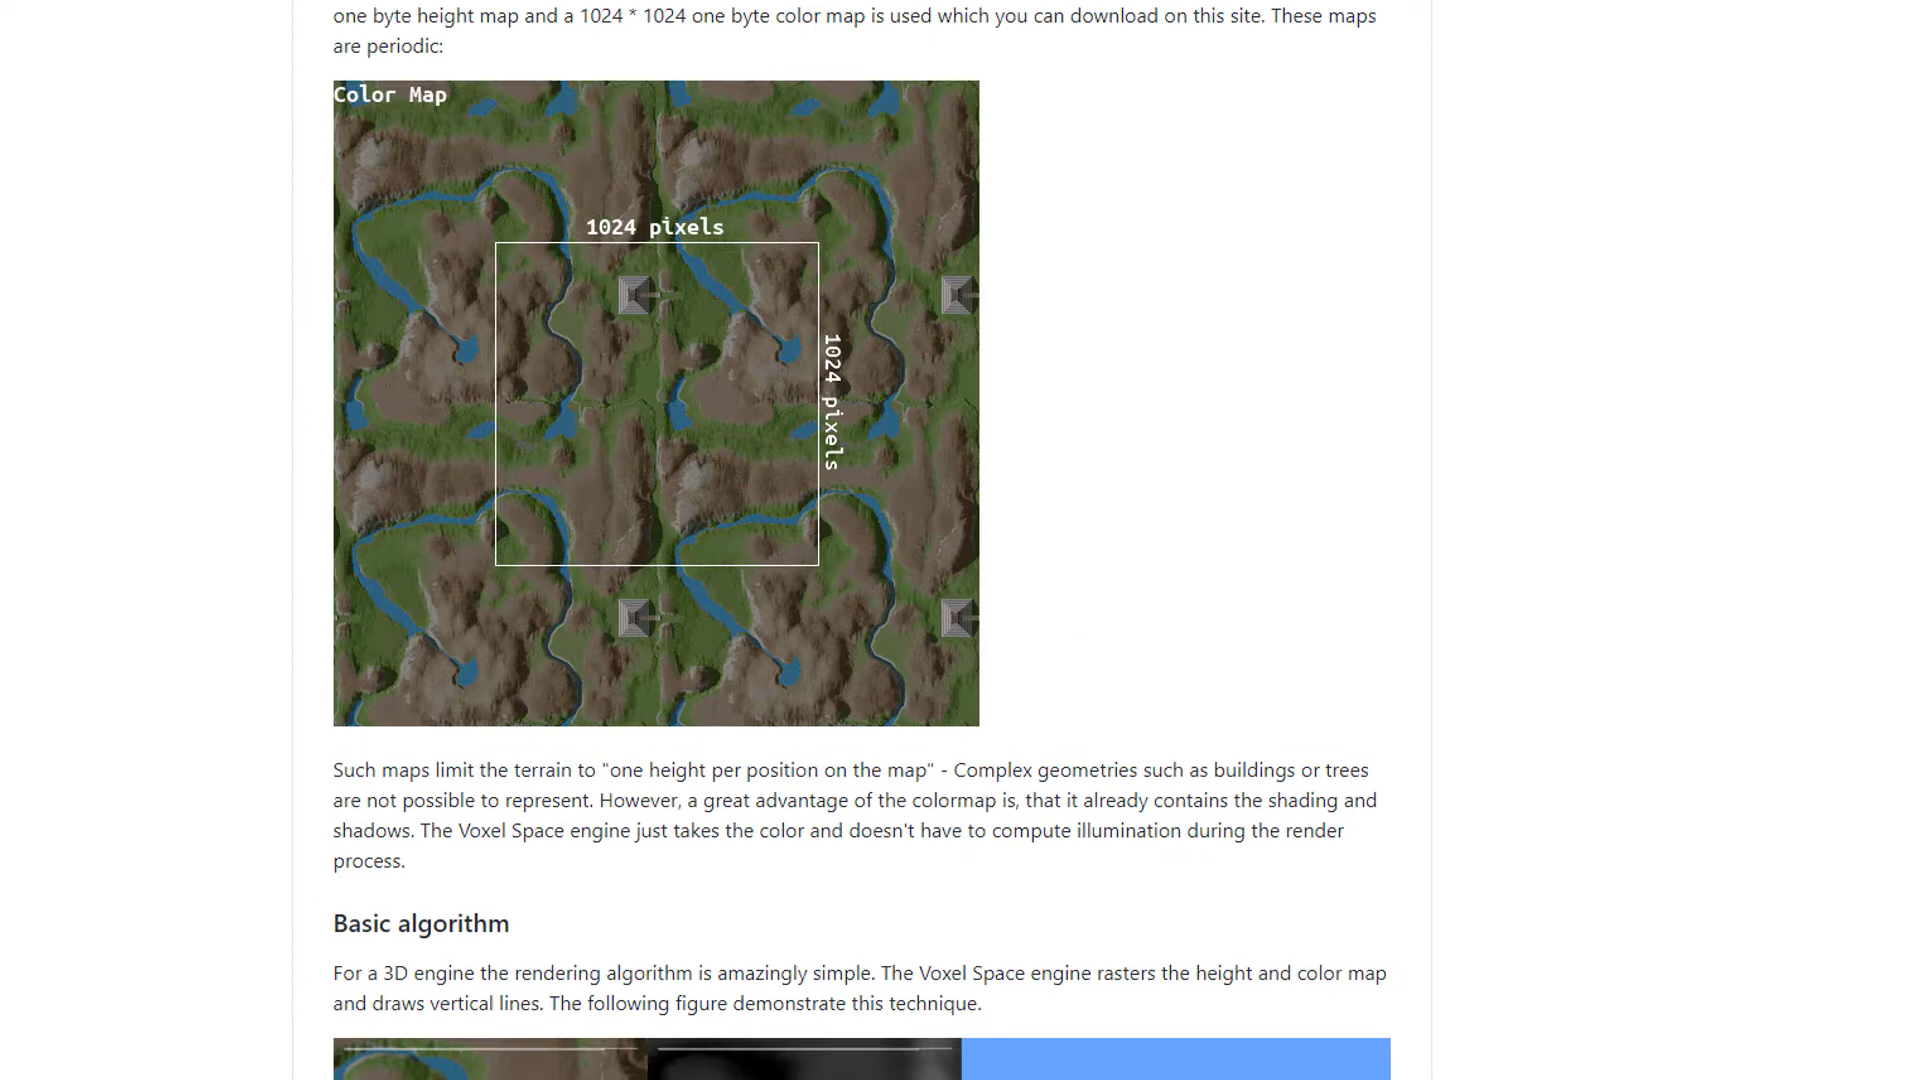 one byte height map and a 1024 * 1024 one byte color map is used which you can download on this site. These maps
are periodic:
Color Map
1024 pixels
1024 pixels
Such maps limit the terrain to "one height per position on the map" - Complex geometries such as buildings or trees
are not possible to represent. However, a great advantage of the colormap is, that it already contains the shading and
shadows. The Voxel Space engine just takes the color and doesn't have to compute illumination during the render
process.
Basic algorithm
For a 3D engine the rendering algorithm is amazingly simple. The Voxel Space engine rasters the height and color map
and draws vertical lines. The following figure demonstrate this technique.